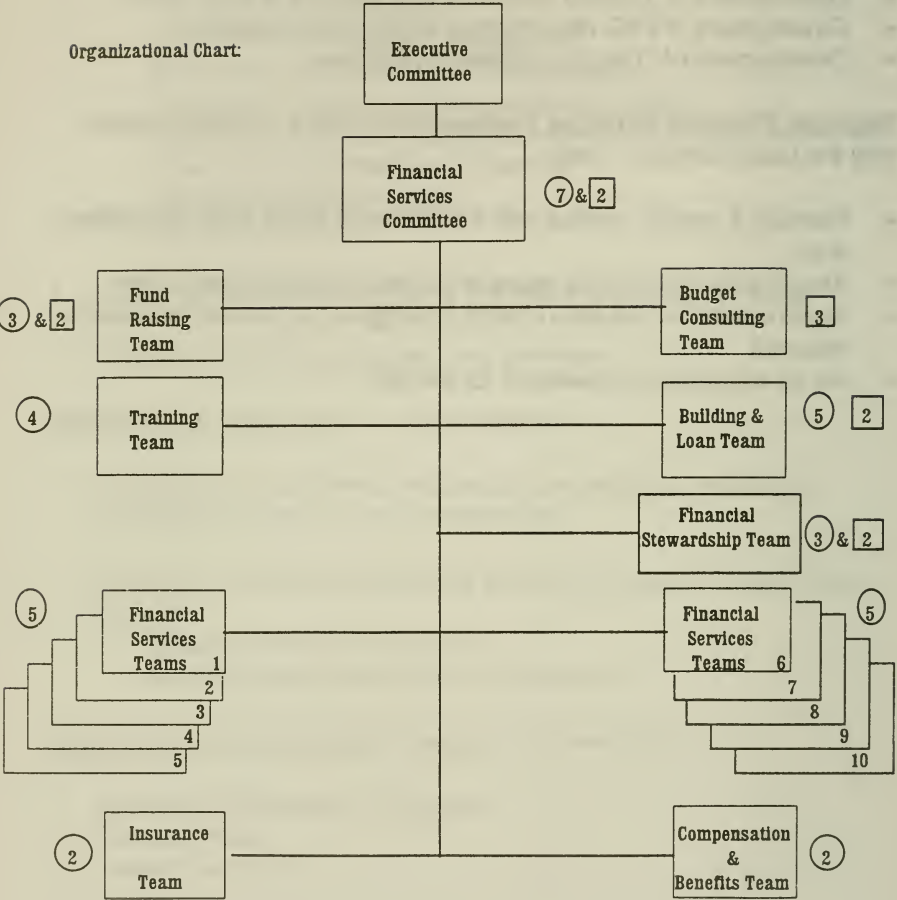 Organizational Chart:
Executive
Committee
Financial
Services
Committee
7 & 2
3 & 2
Fund
Raising
Team
Budget
Consulting
Team
3
4
Training
Team
Building &
Loan Team
5 2
Financial
Stewardship Team
3 & 2
5
Financial
Services
Teams 1
2
3
4
5
Financial
Services
Teams 6
7
8
9
10
5
2
Insurance
Team
Compensation
&
Benefits Team
2